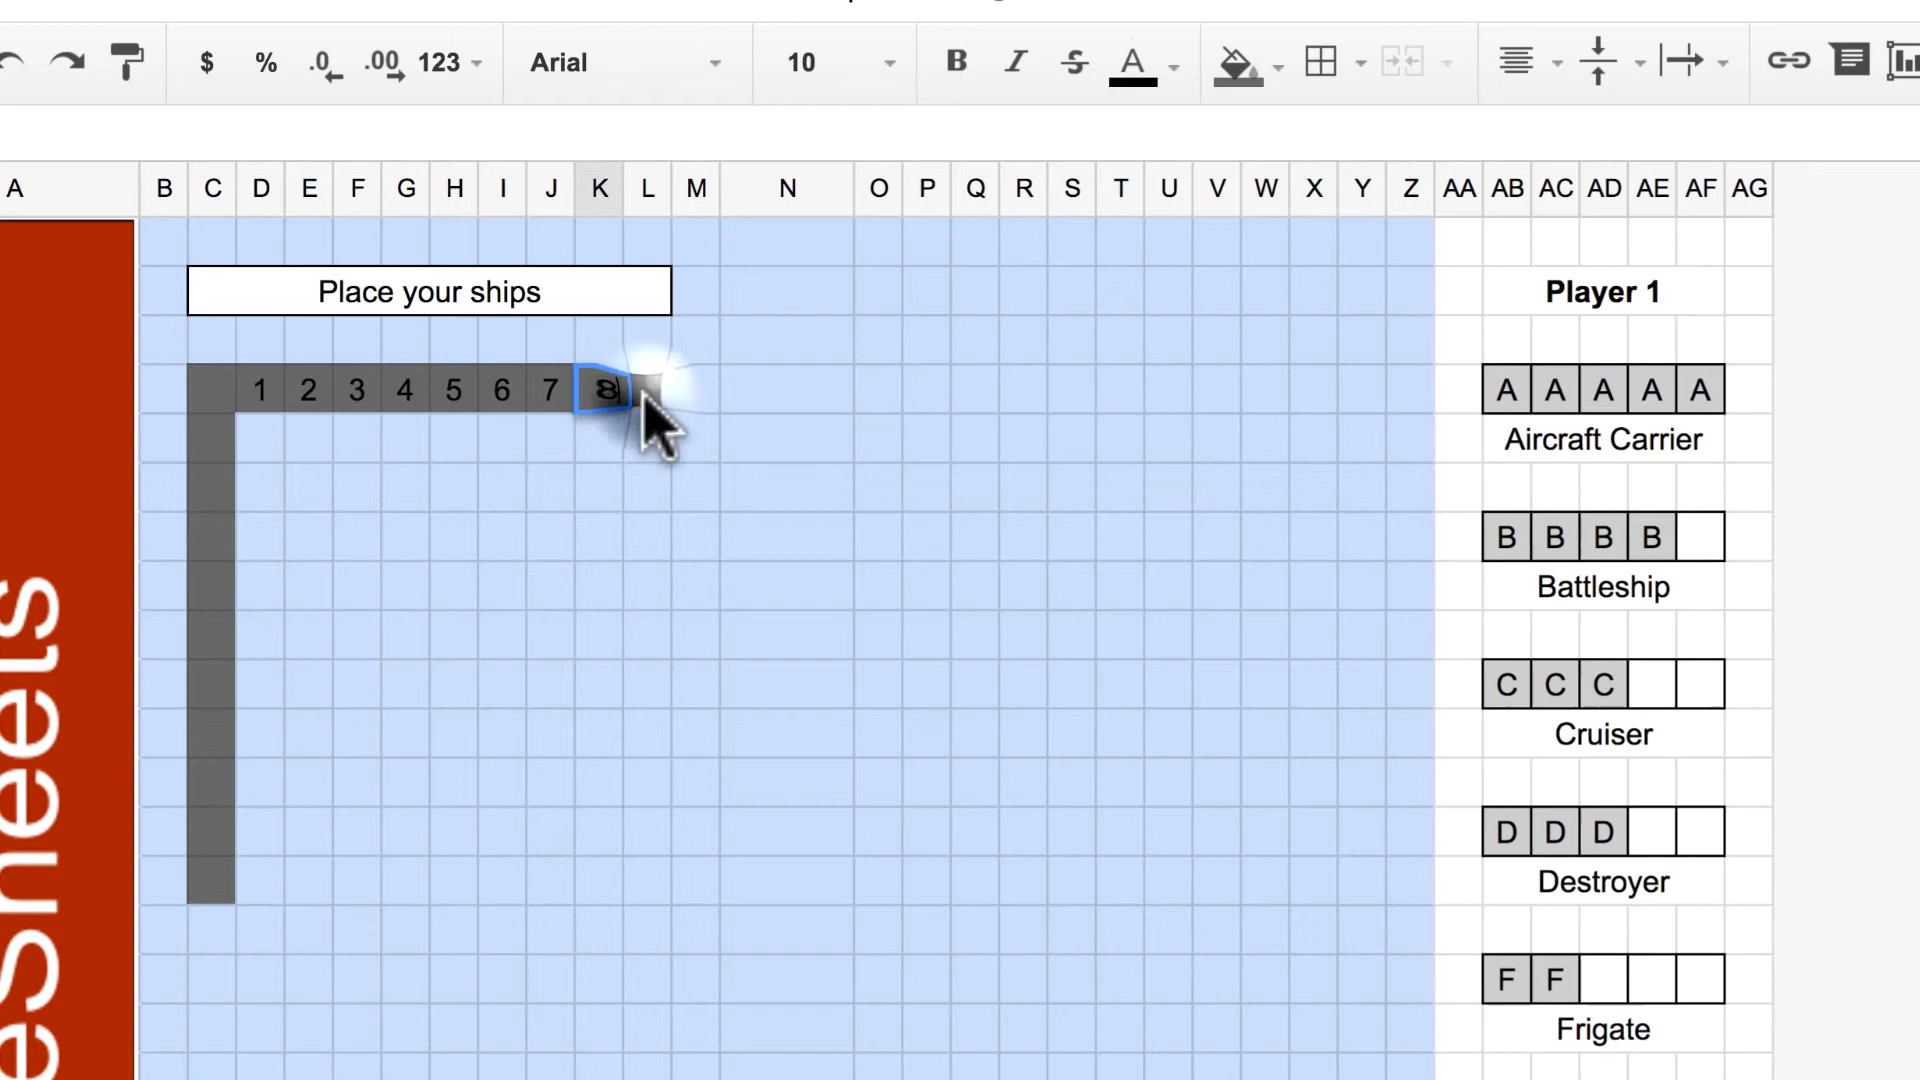 $ % .0 .00 123 Arial 10 B I S A
A B C D E F G H I J K L M N O P Q R S T U V W X Y Z AA AB AC AD AE AF AG
Place your ships
Player 1
1 2 3 4 5 6 7 8
A A A A A
Aircraft Carrier
B B B B
Battleship
C C C
Cruiser
D D D
Destroyer
F F
Frigate
eSheets